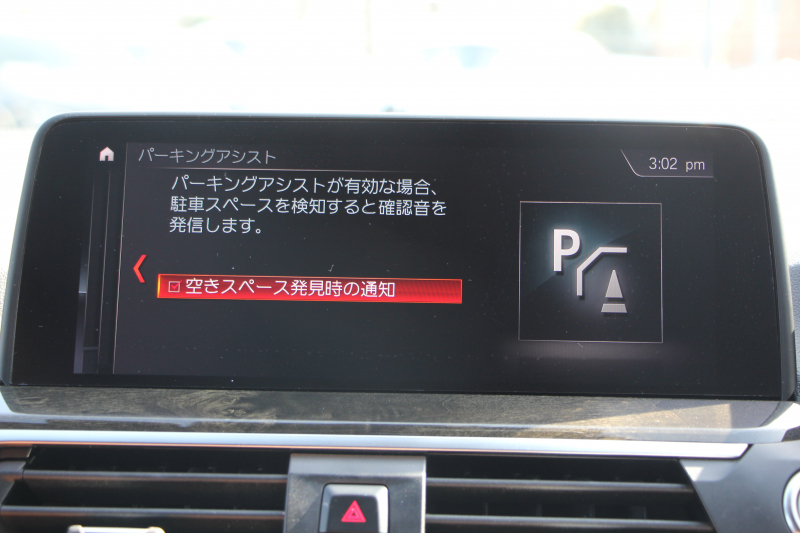 パーキングアシスト
3:02 pm
パーキングアシストが有効な場合、
駐車スペースを検知すると確認音を
発信します。
P
空きスペース発見時の通知